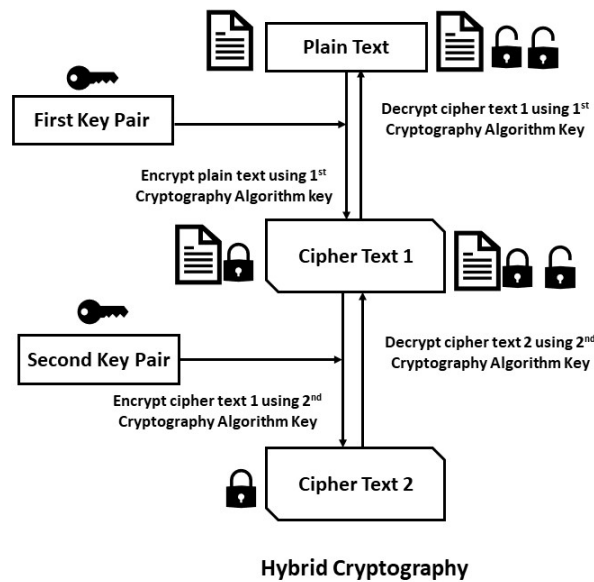 Plain Text
First Key Pair
Decrypt cipher text 1 using 1st
Cryptography Algorithm Key
Encrypt plain text using 1st
Cryptography Algorithm key
Cipher Text 1
Second Key Pair
Decrypt cipher text 2 using 2nd
Cryptography Algorithm Key
Encrypt cipher text 1 using 2nd
Cryptography Algorithm Key
Cipher Text 2
Hybrid Cryptography